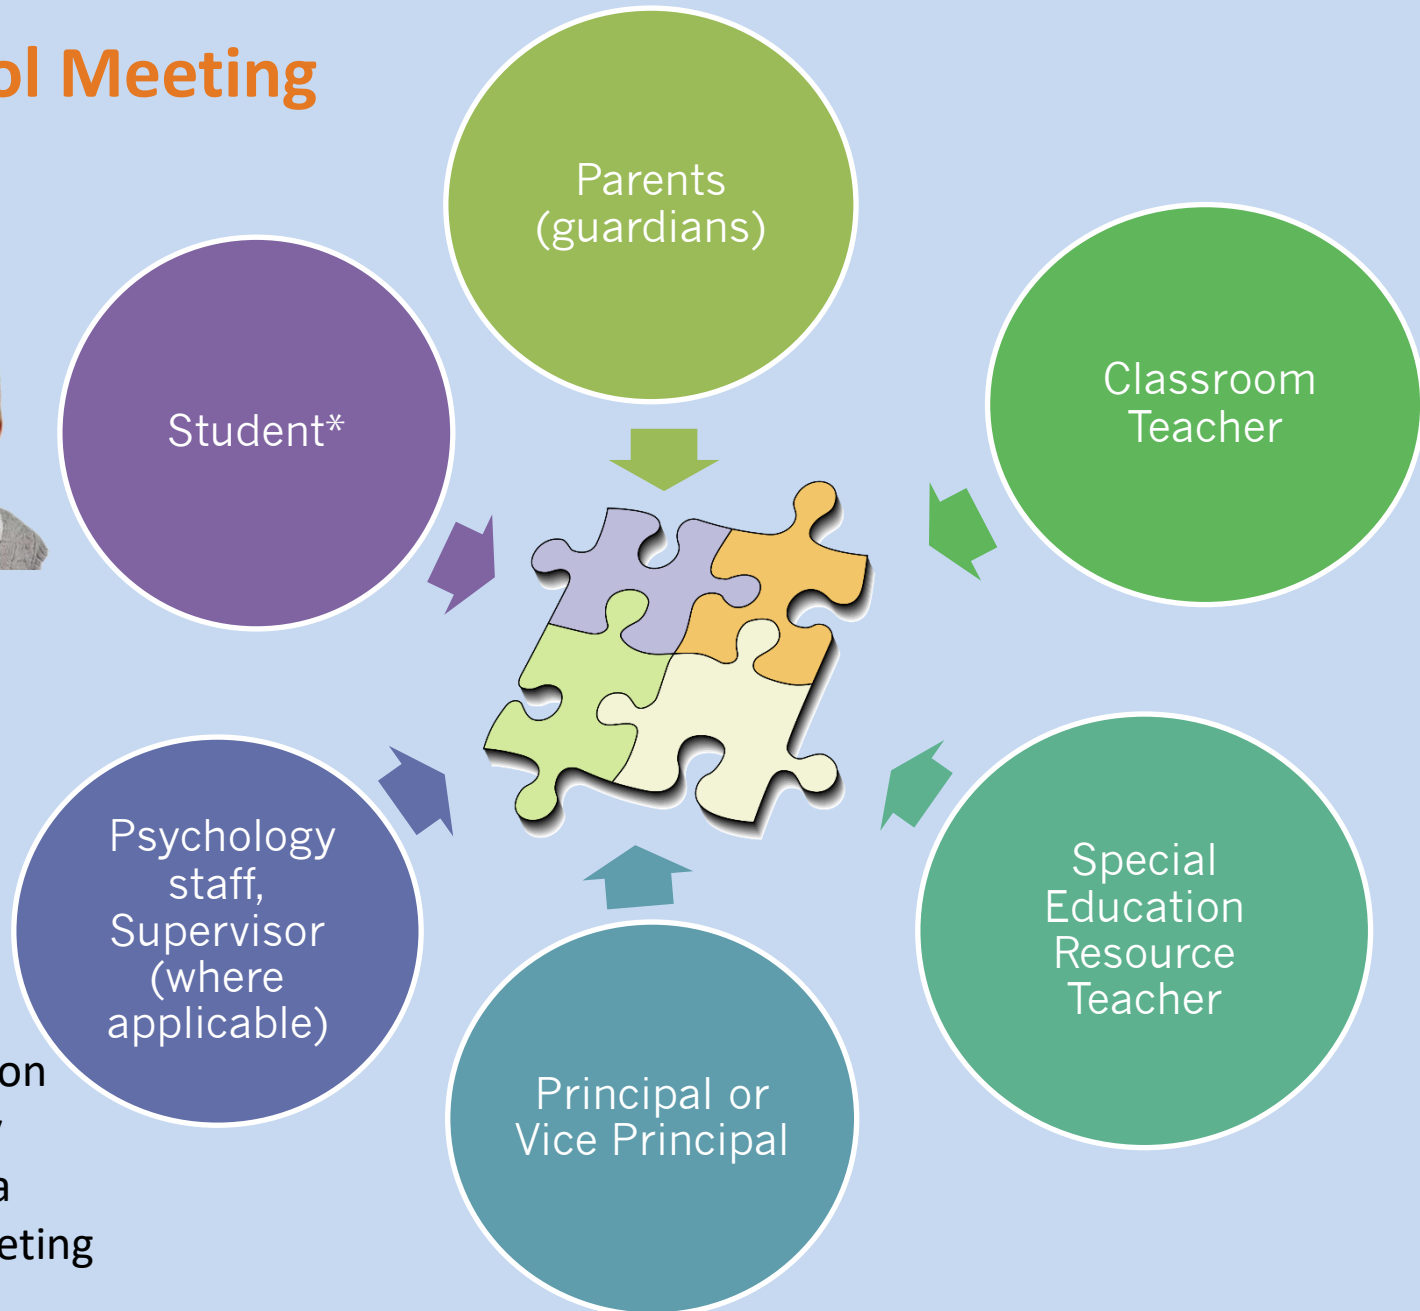 ol Meeting
Parents
(guardians)
Classroom
Teacher
Student*
Special
Education
Resource
Teacher
Principal or
Vice Principal
Psychology
staff,
Supervisor
(where
applicable)
on
a
eting